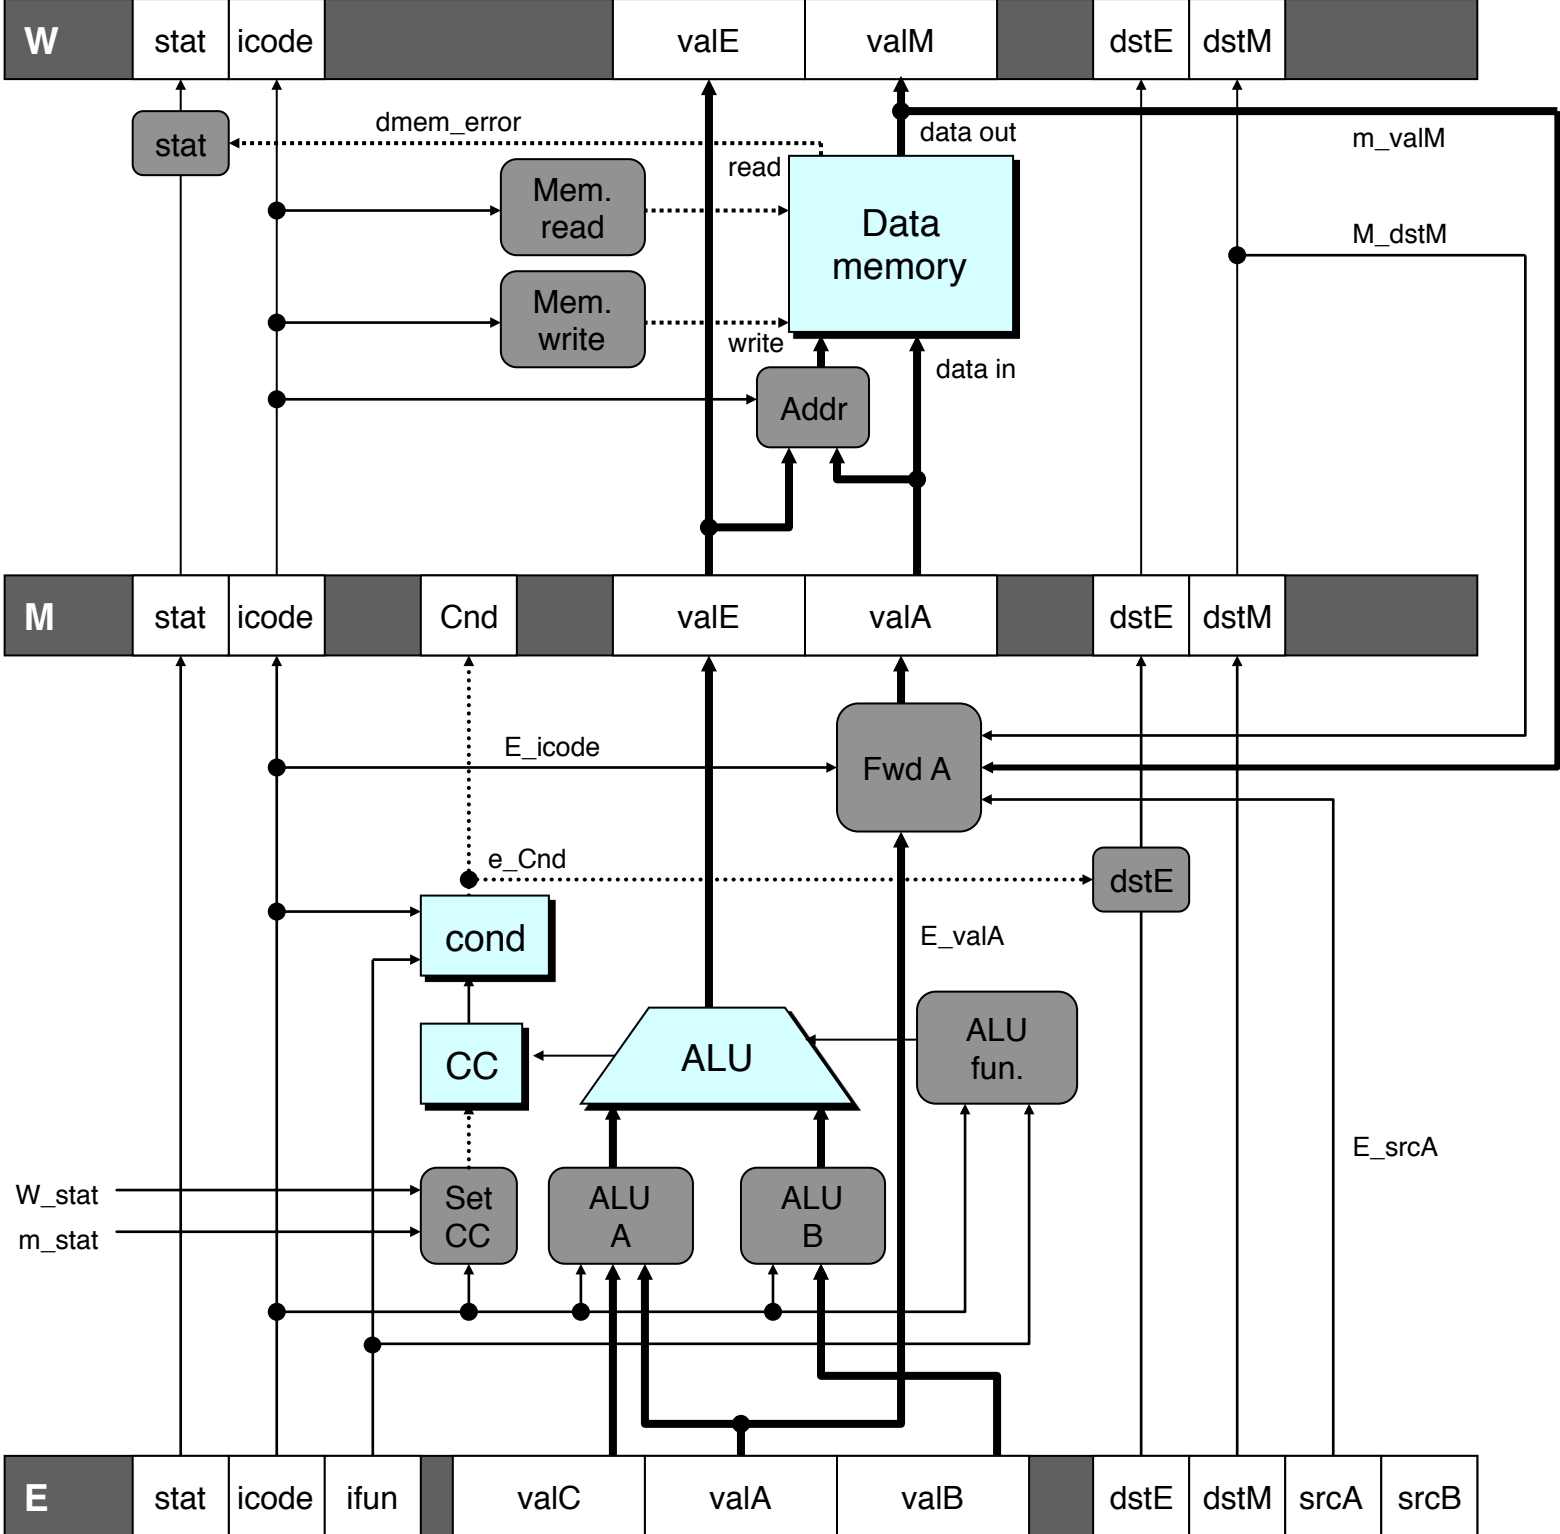 W stat icode valE valM dstE dstM
dmem_error
data out
m_valM
stat
read
Mem.
read
Data
memory
M_dstM
Mem.
write
write
data in
Addr
M stat icode Cnd valE valA dstE dstM
E_icode
Fwd A
e_Cnd
dstE
cond
E_valA
CC
ALU
ALU
fun.
E_srcA
W_stat
m_stat
Set
CC
ALU
A
ALU
B
E stat icode ifun valC valA valB dstE dstM srcA srcB